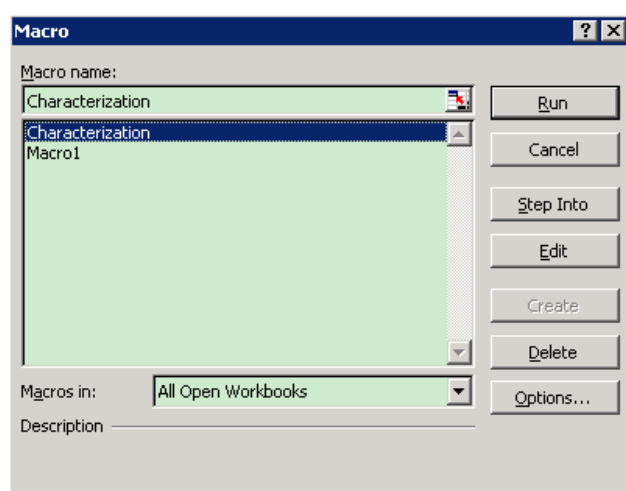 Macro
Macro name:
Characterization
Characterization
Macro1
Run
Cancel
Step Into
Edit
Create
Delete
Options...
Macros in:
All Open Workbooks
Description